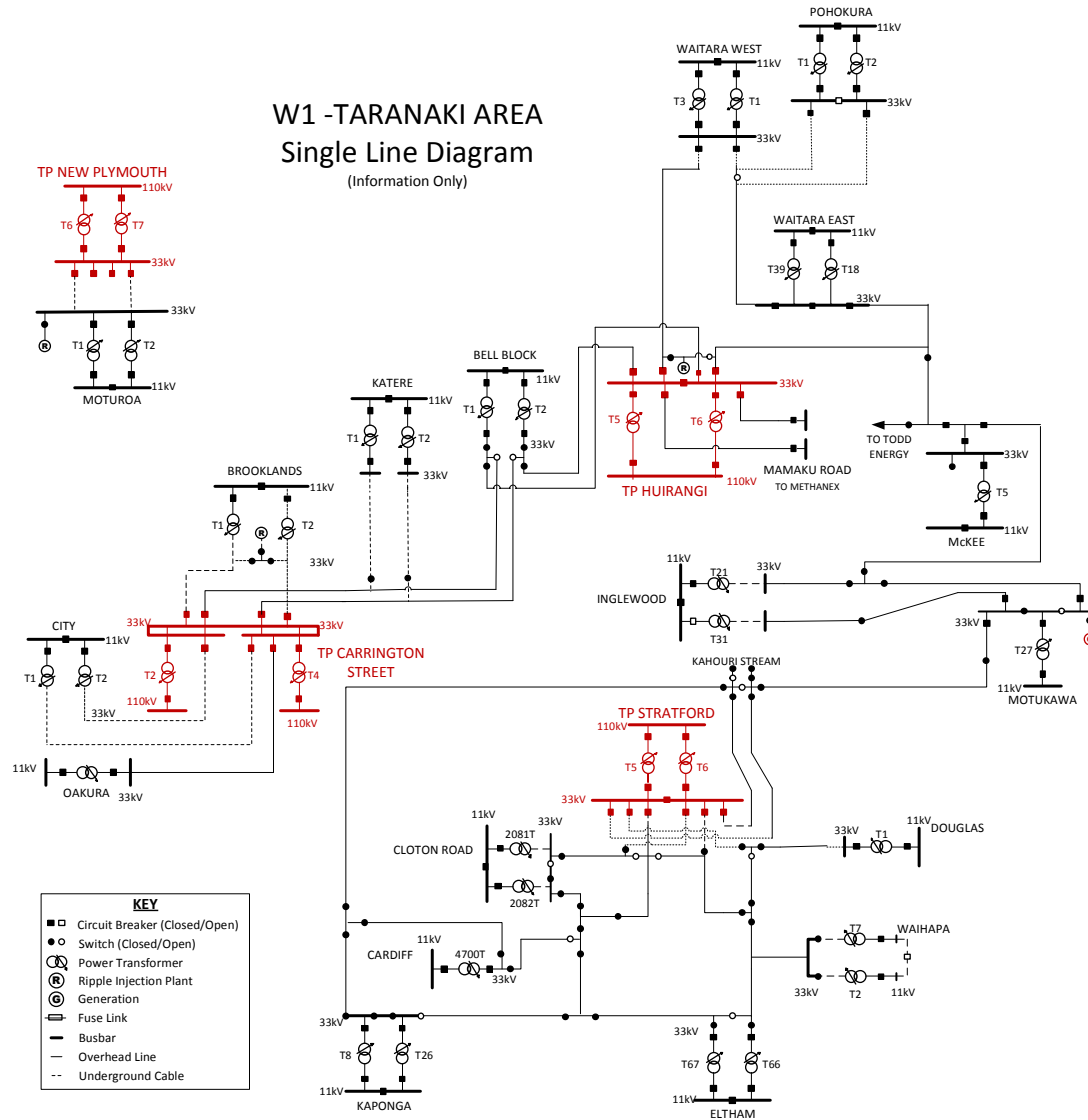 W1 -TARANAKI AREA
Single Line Diagram
(Information Only)
POHOKURA
11kV
T1
T2
33kV
WAITARA WEST
11kV
T3
T1
33kV
TP NEW PLYMOUTH
110kV
T6
T7
33kV
33kV
R
T1
T2
11kV
MOTUROA
WAITARA EAST
11kV
T39
T18
33kV
BELL BLOCK
11kV
T1
T2
33kV
KATERE
11kV
T1
T2
33kV
R
33kV
T5
T6
110kV
TP HUIRANGI
MAMAKU ROAD
TO METHANEX
TO TODD
ENERGY
33kV
T5
11kV
McKEE
BROOKLANDS
11kV
T1
T2
R
33kV
11kV
T21
33kV
INGLEWOOD
T31
33kV
T27
11kV
MOTUKAWA
33kV
33kV
TP CARRINGTON
STREET
T2
T4
110kV
110kV
CITY
11kV
T1
T2
33kV
11kV
OAKURA
33kV
KAHOURI STREAM
TP STRATFORD
110kV
T5
T6
33kV
11kV
33kV
2081T
CLOTON ROAD
2082T
33kV
T1
11kV
DOUGLAS
CARDIFF
11kV
4700T
33kV
WAIHAPA
T7
33kV
T2
11kV
33kV
T8
T26
11kV
KAPONGA
33kV
T67
T66
11kV
ELTHAM
KEY
Circuit Breaker (Closed/Open)
Switch (Closed/Open)
Power Transformer
R
Ripple Injection Plant
G
Generation
Fuse Link
Busbar
Overhead Line
Underground Cable